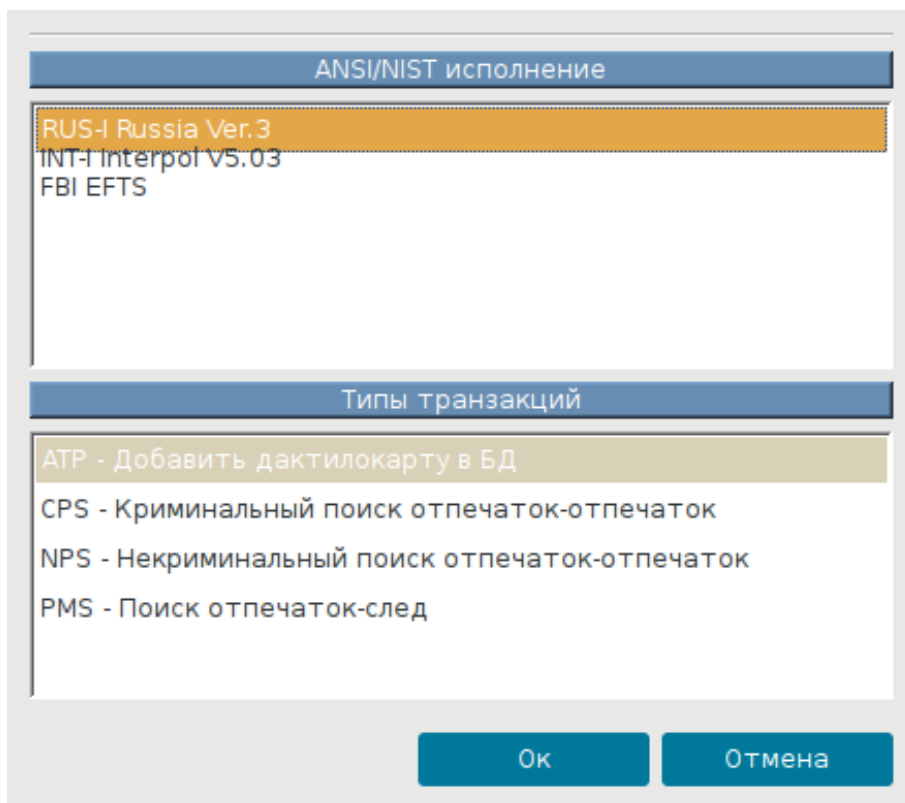 ANSI/NIST исполнение
RUS-I Russia Ver.3
INT-I Interpol V5.03
FBI EFTS
Типы транзакций
ATP - Добавить дактилокарту в БД
CPS - Криминальный поиск отпечаток-отпечаток
NPS - Некриминальный поиск отпечаток-отпечаток
PMS - Поиск отпечаток-след
Ок
Отмена